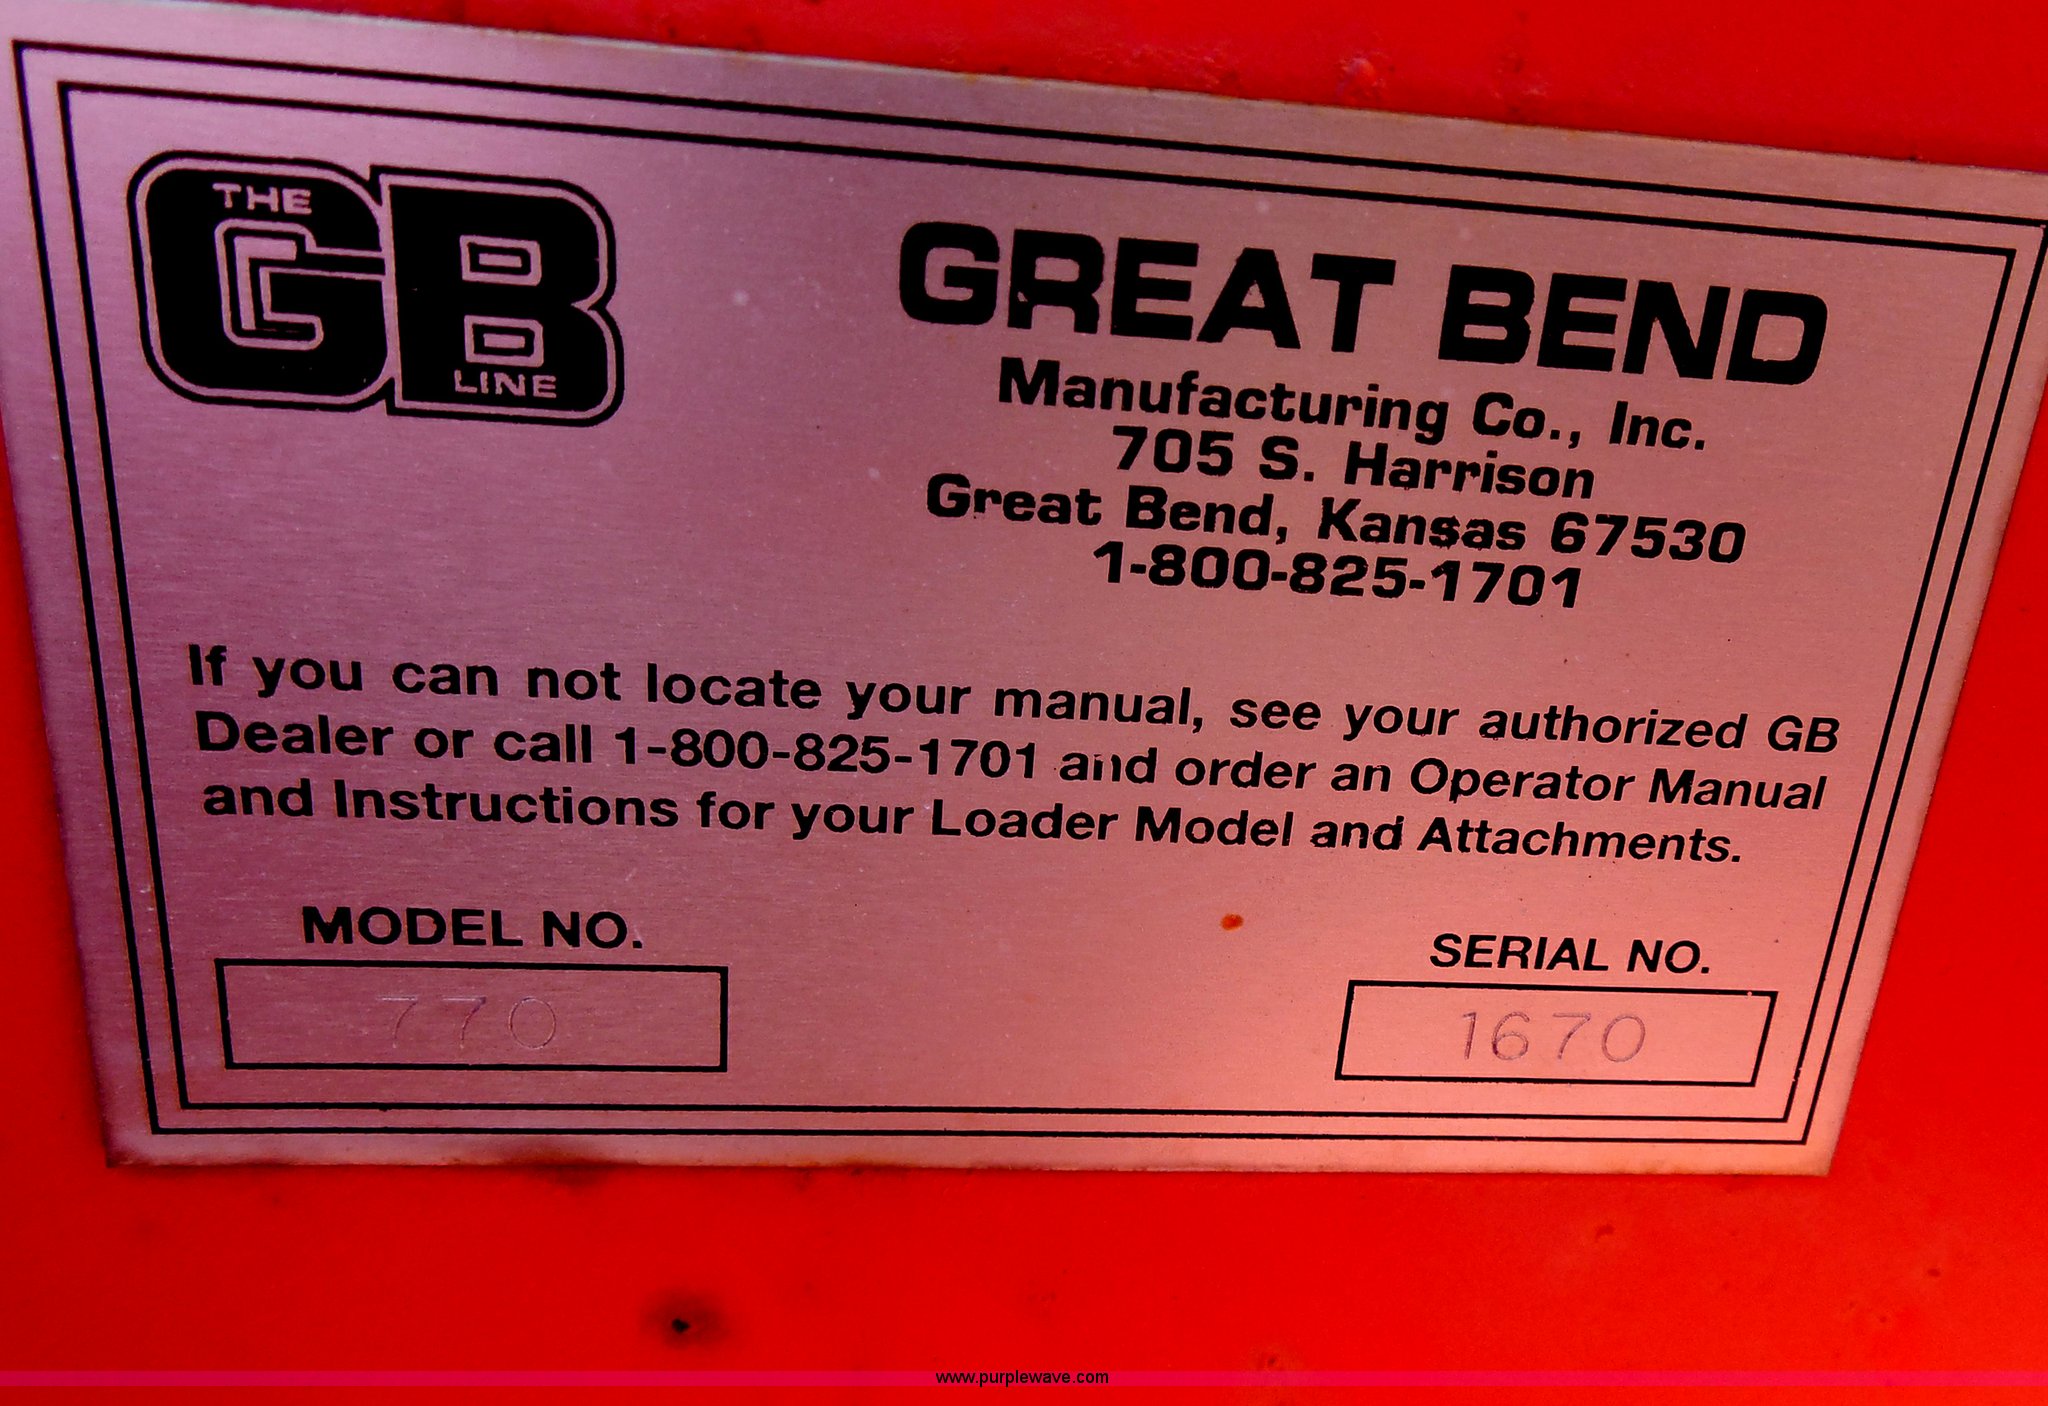 THE
GB
LINE
GREAT BEND
Manufacturing Co., Inc.
705 S. Harrison
Great Bend, Kansas 67530
1-800-825-1701
If you can not locate your manual, see your authorized GB
Dealer or call 1-800-825-1701 and order an Operator Manual
and Instructions for your Loader Model and Attachments.
MODEL NO.
770
SERIAL NO.
1670
www.purplewave.com